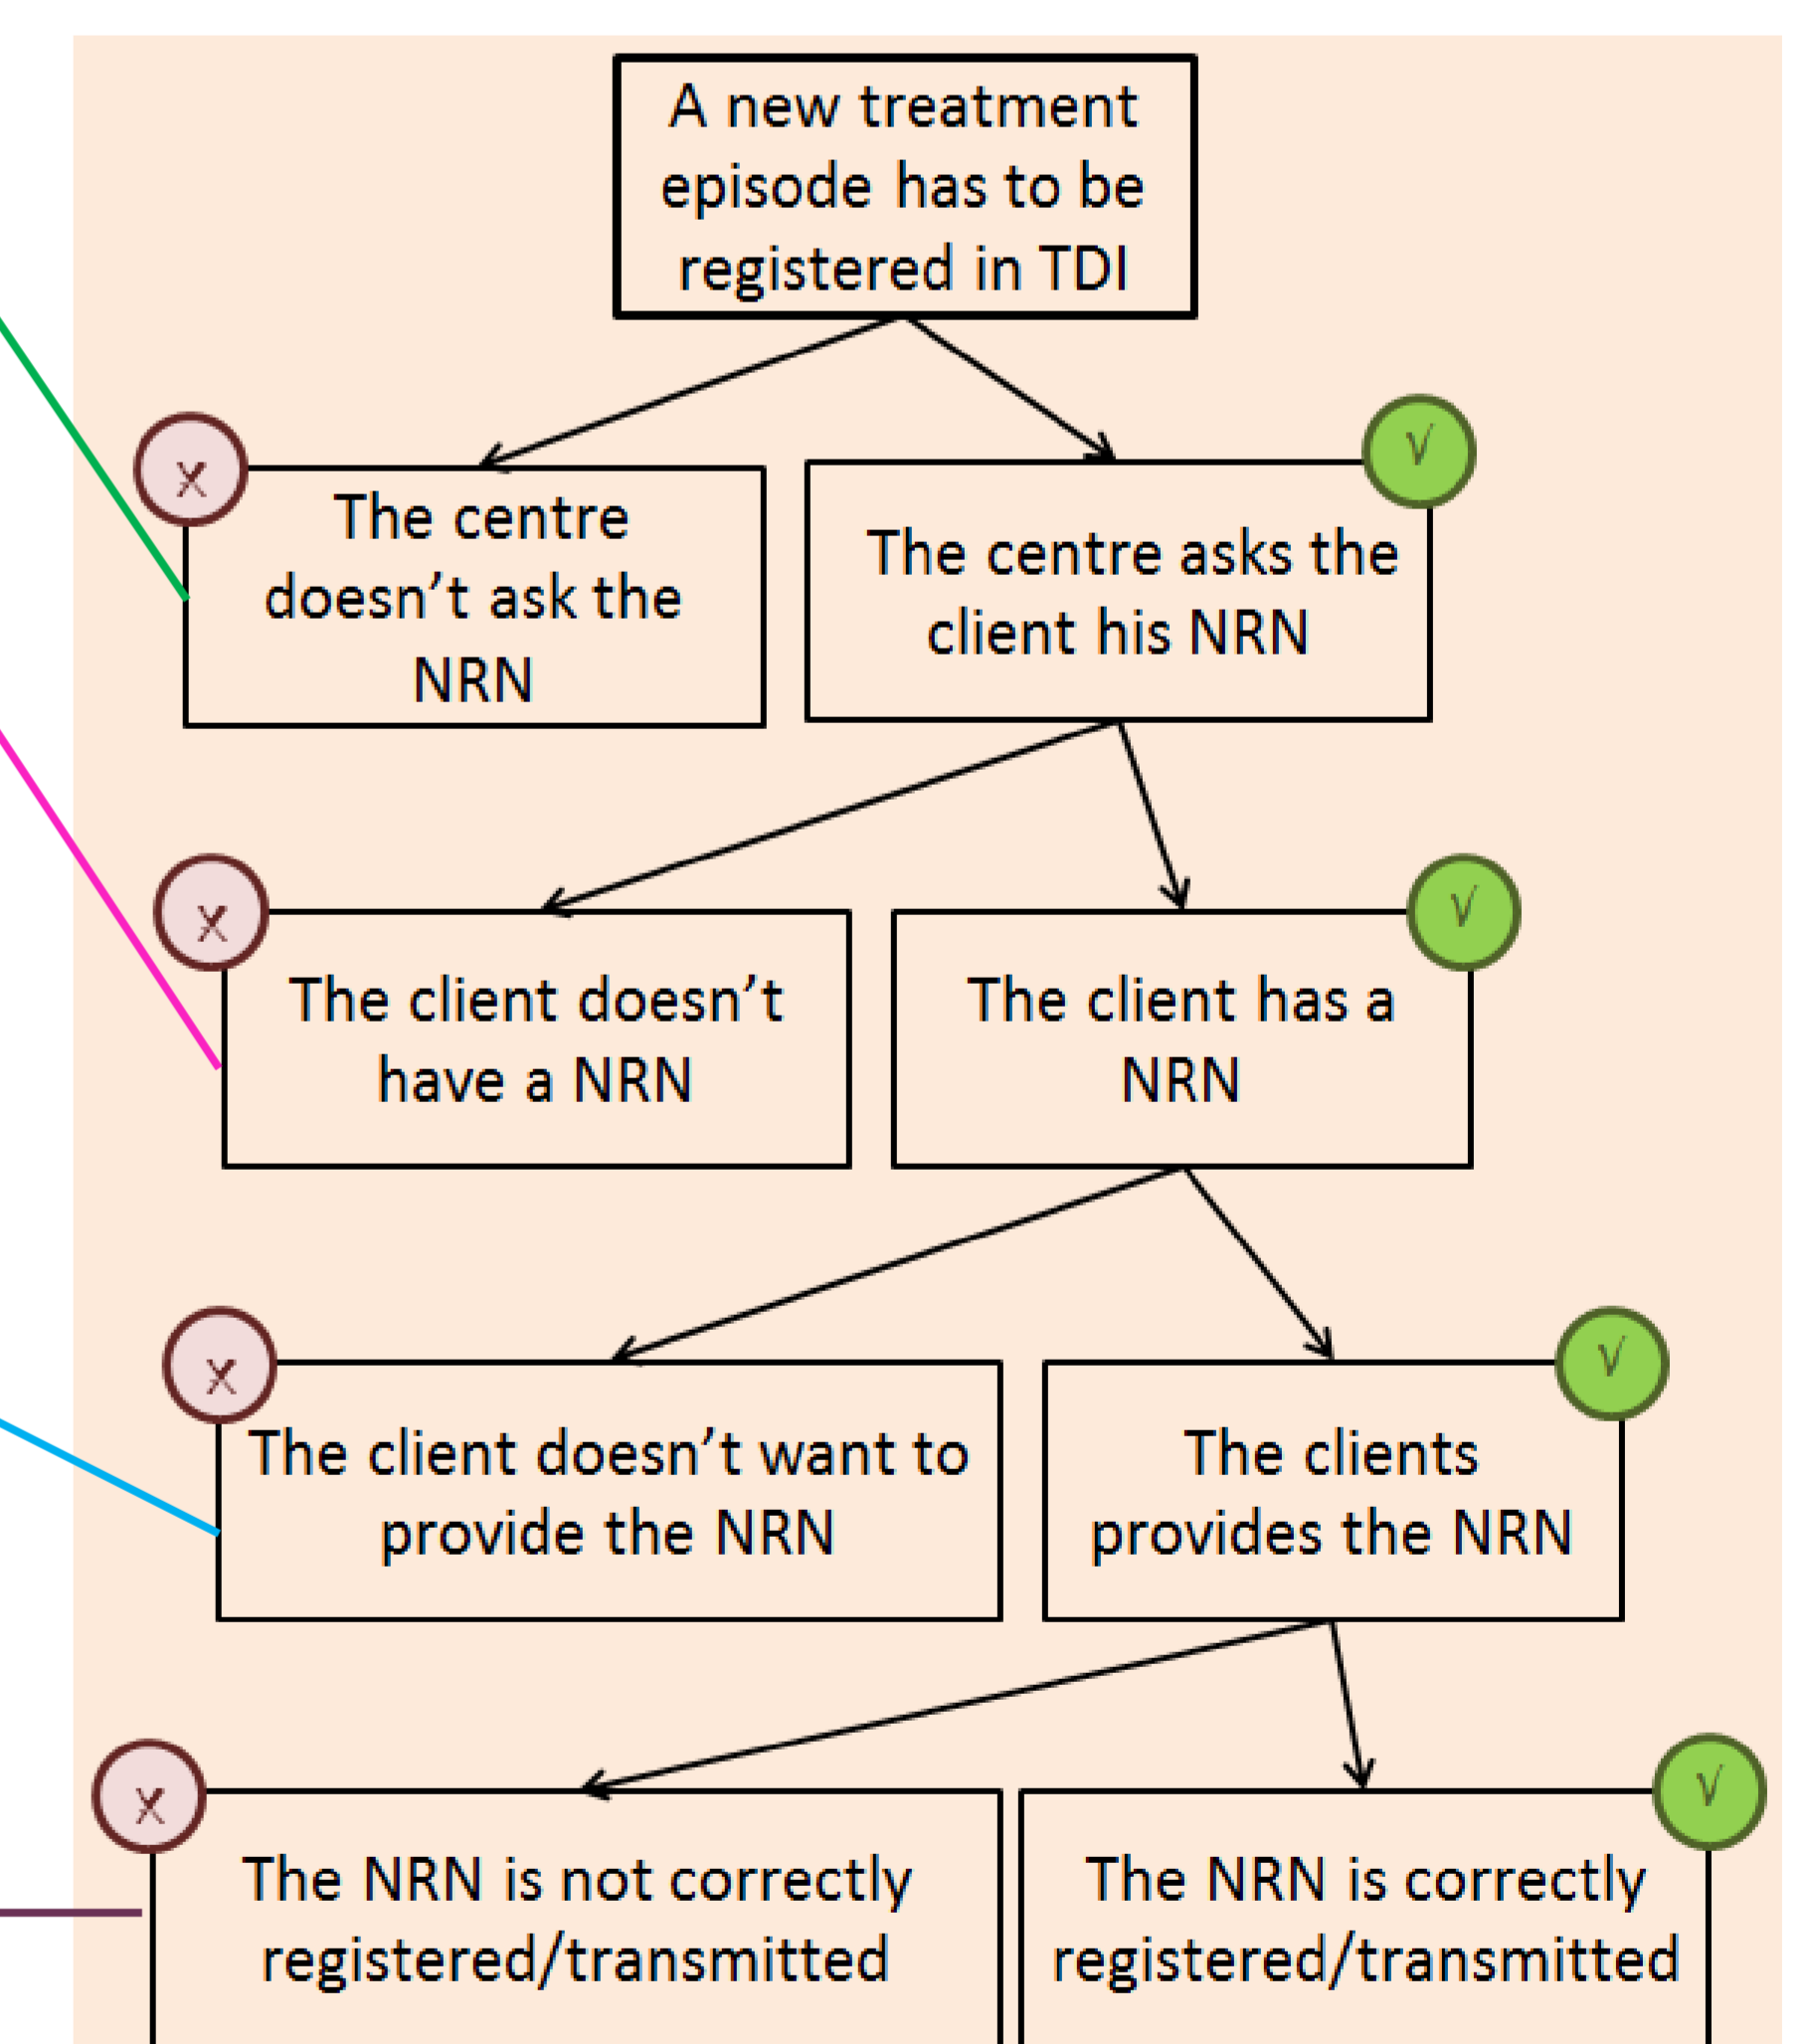 A new treatment
episode has to be
registered in TDI
x
The centre
doesn't ask the
NRN
√
The centre asks the
client his NRN
x
The client doesn't
have a NRN
√
The client has a
NRN
x
The client doesn't want to
provide the NRN
√
The clients
provides the NRN
x
The NRN is not correctly
registered/transmitted
√
The NRN is correctly
registered/transmitted